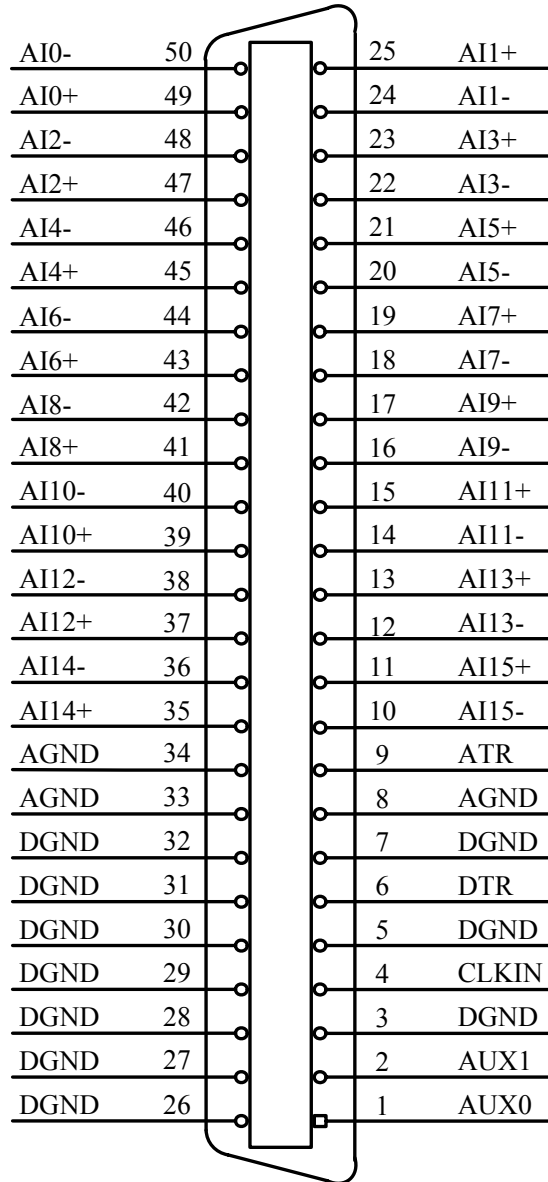 AI0- 50 25 AI1+
AI0+ 49 24 AI1-
AI2- 48 23 AI3+
AI2+ 47 22 AI3-
AI4- 46 21 AI5+
AI4+ 45 20 AI5-
AI6- 44 19 AI7+
AI6+ 43 18 AI7-
AI8- 42 17 AI9+
AI8+ 41 16 AI9-
AI10- 40 15 AI11+
AI10+ 39 14 AI11-
AI12- 38 13 AI13+
AI12+ 37 12 AI13-
AI14- 36 11 AI15+
AI14+ 35 10 AI15-
AGND 34 9 ATR
AGND 33 8 AGND
DGND 32 7 DGND
DGND 31 6 DTR
DGND 30 5 DGND
DGND 29 4 CLKIN
DGND 28 3 DGND
DGND 27 2 AUX1
DGND 26 1 AUX0